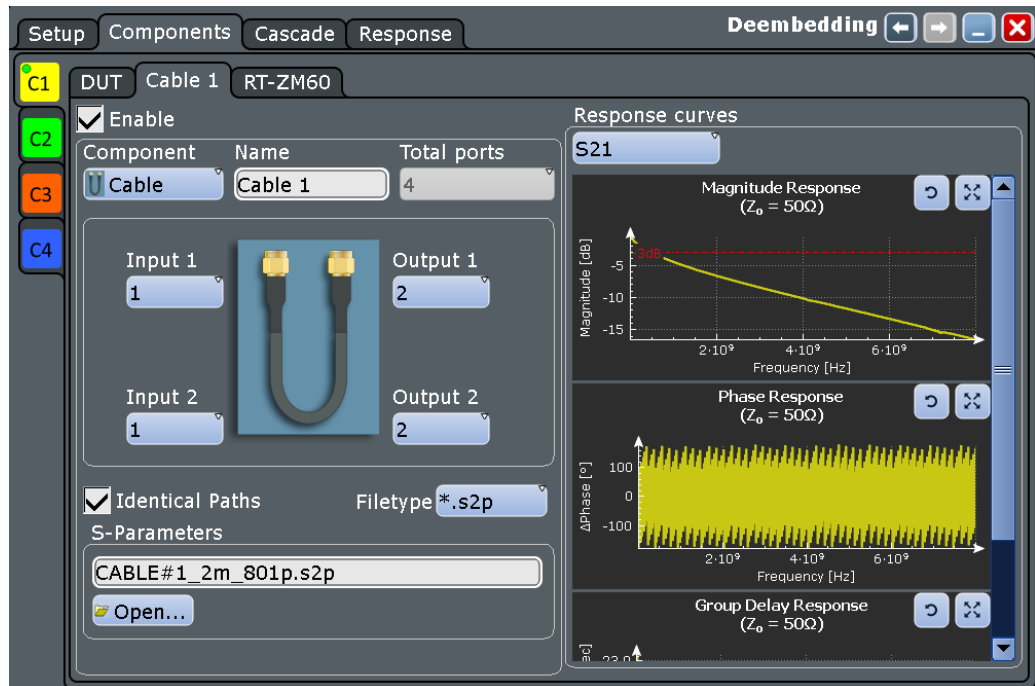 Setup Components Cascade Response Deembedding
C1
C2
C3
C4
DUT Cable 1 RT-ZM60
Enable
Component Name Total ports
Cable Cable 1 4
Input 1 Output 1
1 2
Input 2 Output 2
1 2
Identical Paths Filetype *.s2p
S-Parameters
CABLE#1_2m_801p.s2p
Open...
Response curves
S21
Magnitude Response
(Z₀ = 50Ω)
Magnitude [dB]
-3dB
-5
-10
-15
2·10⁹ 4·10⁹ 6·10⁹
Frequency [Hz]
Phase Response
(Z₀ = 50Ω)
ΔPhase [°]
100
0
-100
2·10⁹ 4·10⁹ 6·10⁹
Frequency [Hz]
Group Delay Response
(Z₀ = 50Ω)